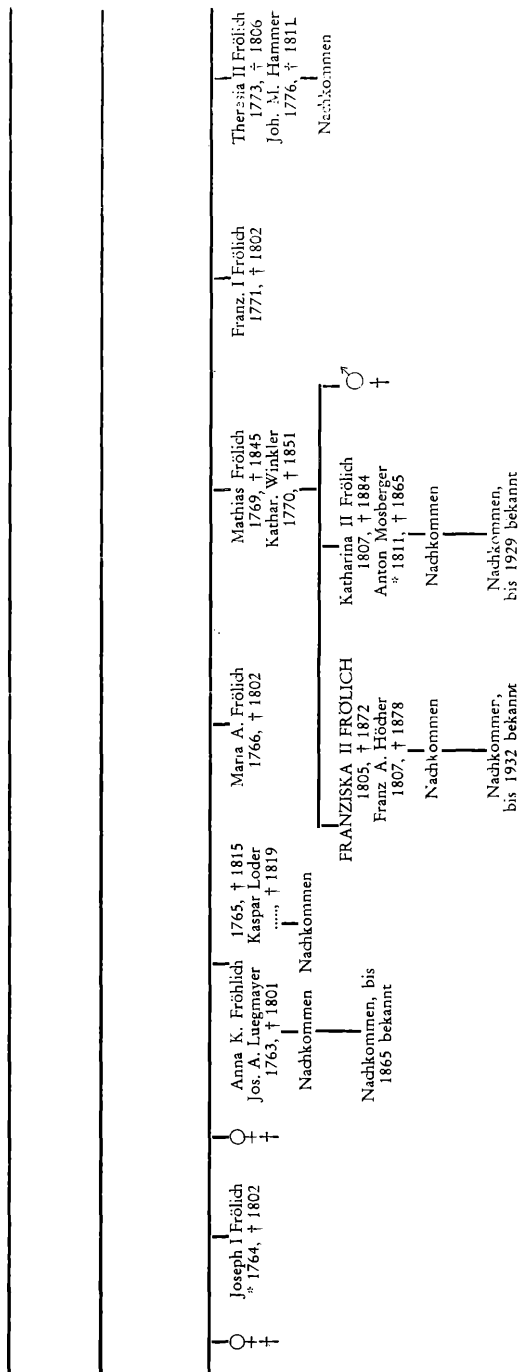 ♀
†
Joseph I Frölich
* 1764, † 1802
♀
†
Anna K. Fröhlich 1765, † 1815
Jos. A. Luegmayer Kaspar Loder
1763, † 1801 ......, † 1819
Nachkommen Nachkommen
Nachkommen, bis
1865 bekannt
Maria A. Frölich
1766, † 1802
Mathias Frölich
1769, † 1845
Kathar. Winkler
1770, † 1851
FRANZISKA II FRÖLICH
1805, † 1872
Franz A. Höcher
1807, † 1878
Nachkommen
Nachkommer,
bis 1932 bekannt
Katharina II Frölich
1807, † 1884
Anton Mosberger
* 1811, † 1865
Nachkommen
Nachkommen,
bis 1929 bekannt
♂
†
Franz. I Frölich
1771, † 1802
Theresia II Frölich
1773, † 1806
Joh. M. Hammer
1776, † 1811
Nachkommen